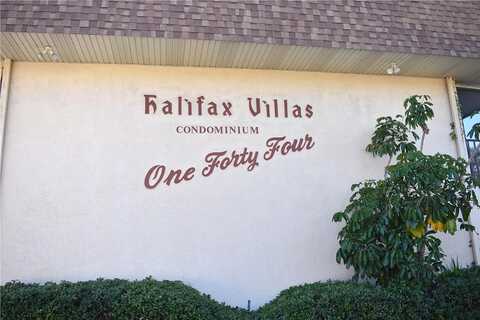 Halifax Villas
CONDOMINIUM
One Forty Four